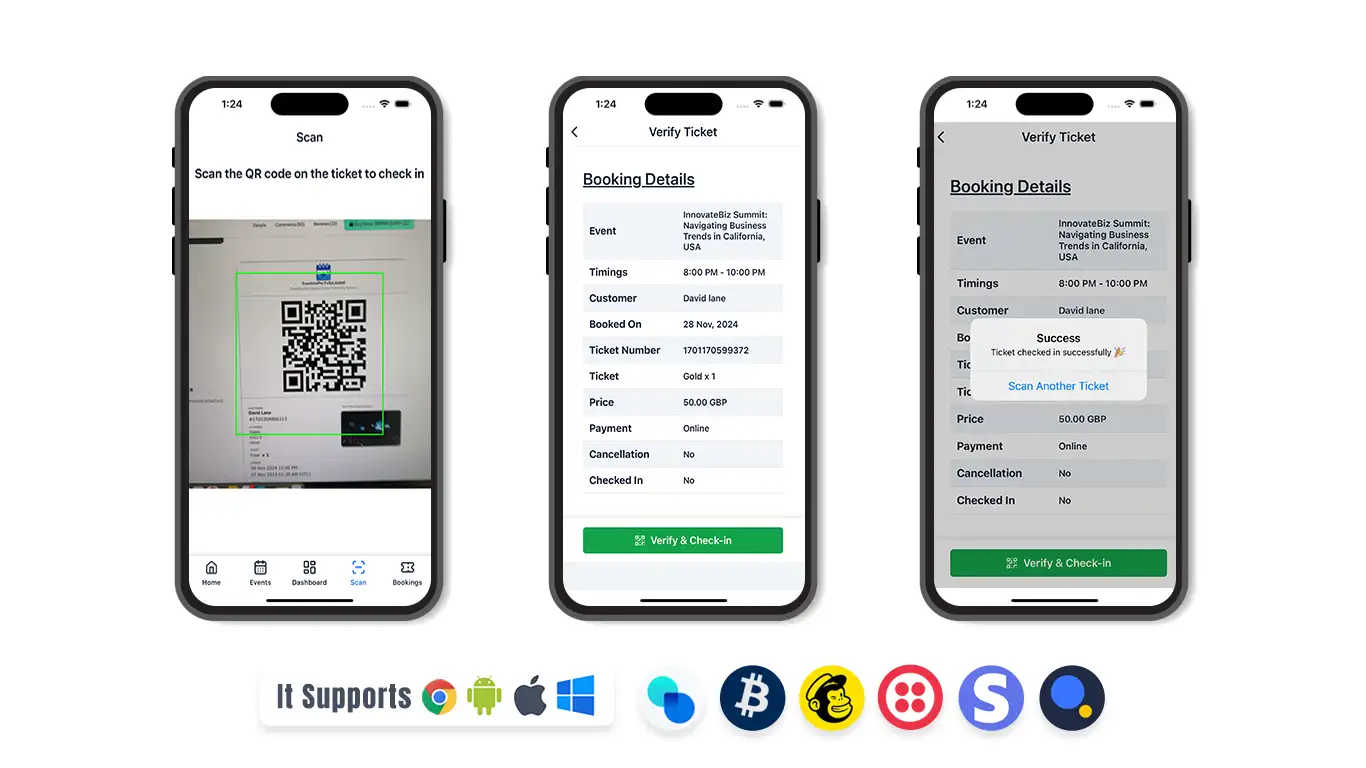 1:24
Scan
Scan the QR code on the ticket to check in
Details Comments(50) Reviews(30)
David Lane
Free x 1
Home Events Dashboard Scan Bookings
1:24
Verify Ticket
Booking Details
Event InnovateBiz Summit:
Navigating Business
Trends in California,
USA
Timings 8:00 PM - 10:00 PM
Customer David lane
Booked On 28 Nov, 2024
Ticket Number 1701170599372
Ticket Gold x 1
Price 50.00 GBP
Payment Online
Cancellation No
Checked In No
Verify & Check-in
1:24
Verify Ticket
Booking Details
Event InnovateBiz Summit:
Navigating Business
Trends in California,
USA
Timings 8:00 PM - 10:00 PM
Customer David lane
Bo
Success
Ticket checked in successfully 🎉
Tic
Scan Another Ticket
Tic
Price 50.00 GBP
Payment Online
Cancellation No
Checked In No
Verify & Check-in
It Supports